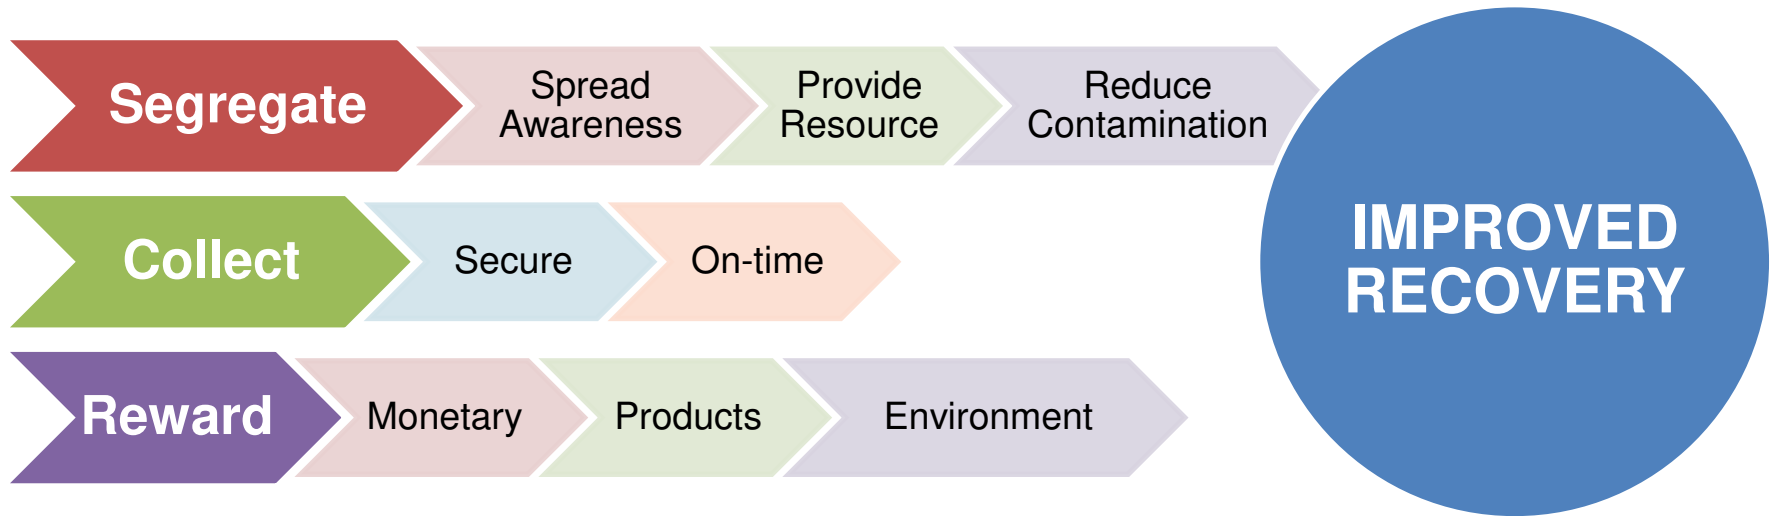 Segregate
Spread
Awareness
Provide
Resource
Reduce
Contamination
Collect
Secure
On-time
Reward
Monetary
Products
Environment
IMPROVED
RECOVERY